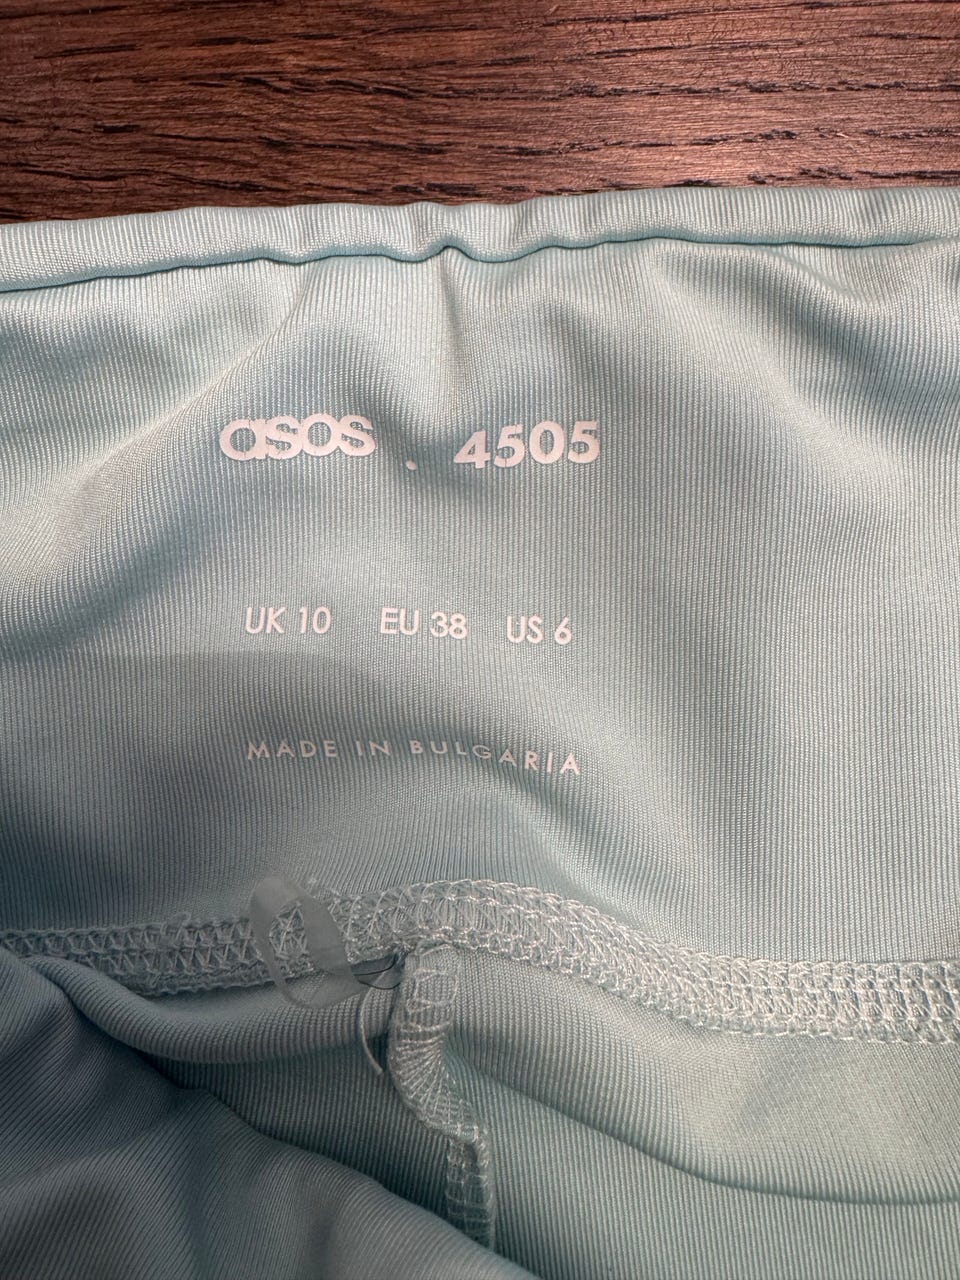 asos . 4505
UK 10 EU 38 US 6
MADE IN BULGARIA